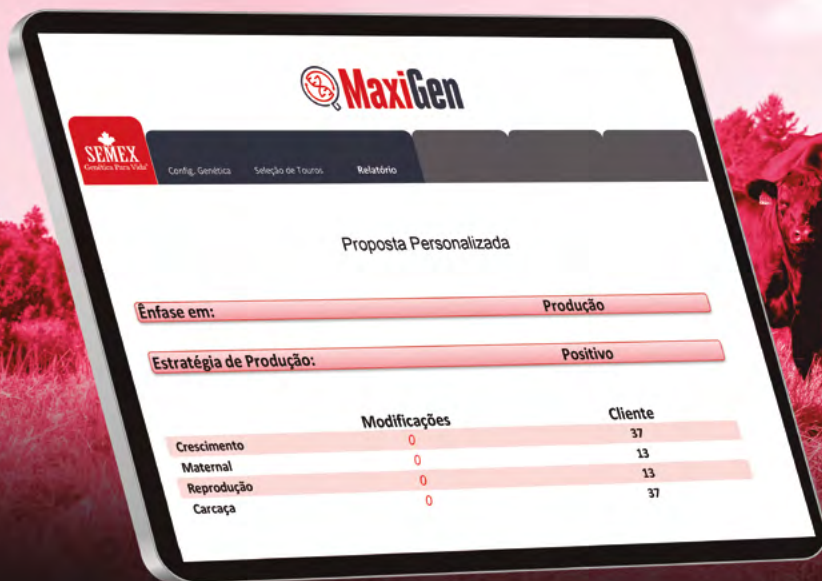 MaxiGen
SEMEX
Genética Para Vida®
Config. Genética Seleção de Touros Relatório
Proposta Personalizada
Ênfase em: Produção
Estratégia de Produção: Positivo
Modificações Cliente
Crescimento 0 37
Maternal 0 13
Reprodução 0 13
Carcaça 0 37